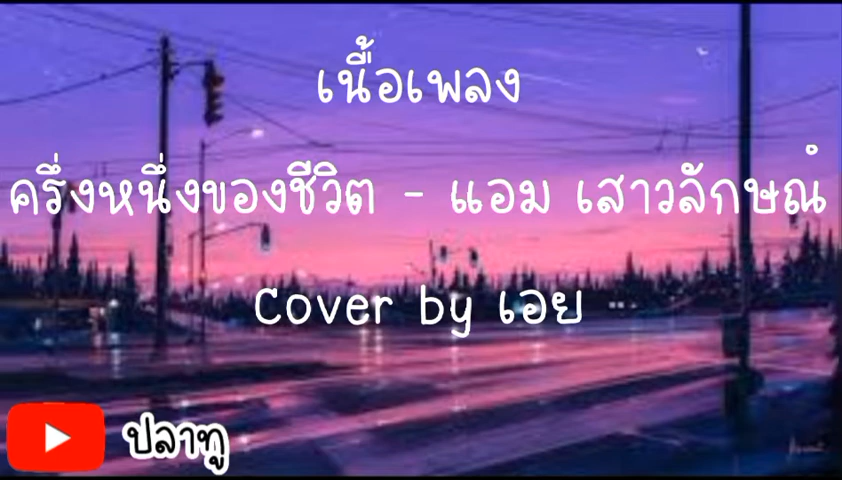 เนื้อเพลง
ครึ่งหนึ่งของชีวิต - แอม เสาวลักษณ์
Cover by เอย ...
ปลาทู